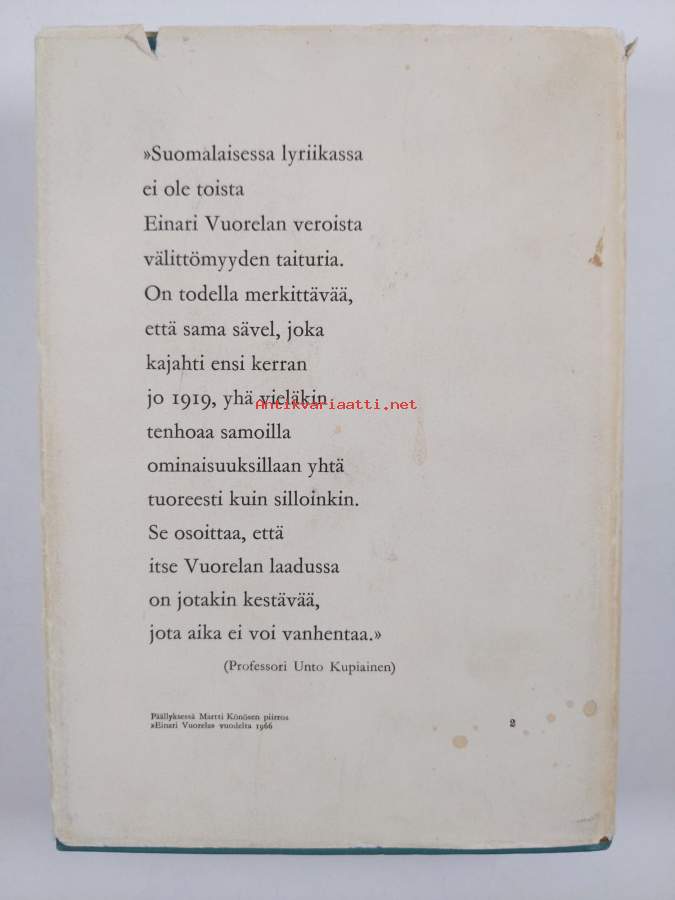 »Suomalaisessa lyriikassa
ei ole toista
Einari Vuorelan veroista
välittömyyden taituria.
On todella merkittävää,
että sama sävel, joka
kajahti ensi kerran
jo 1919, yhä vieläkin
Antikvariaatti.net
tenhoaa samoilla
ominaisuuksillaan yhtä
tuoreesti kuin silloinkin.
Se osoittaa, että
itse Vuorelan laadussa
on jotakin kestävää,
jota aika ei voi vanhentaa.»
(Professori Unto Kupiainen)
Päällyksessä Martti Könösen piirros
»Einari Vuorela» vuodelta 1966
2